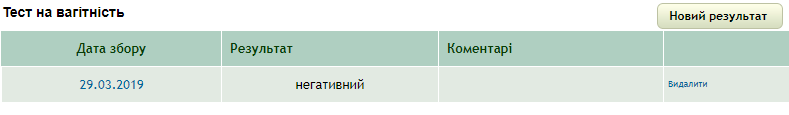 Тест на вагітність
Новий результат
Дата збору Результат Коментарі
29.03.2019 негативний Видалити